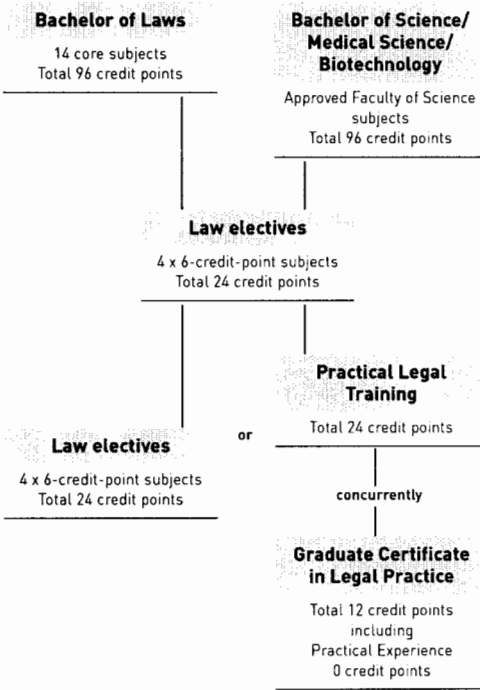 Bachelor of Laws
14 core subjects
Total 96 credit points
Bachelor of Science/
Medical Science/
Biotechnology
Approved Faculty of Science
subjects
Total 96 credit points
Law electives
4 x 6-credit-point subjects
Total 24 credit points
Law electives
4 x 6-credit-point subjects
Total 24 credit points
or
Practical Legal
Training
Total 24 credit points
concurrently
Graduate Certificate
in Legal Practice
Total 12 credit points
including
Practical Experience
0 credit points